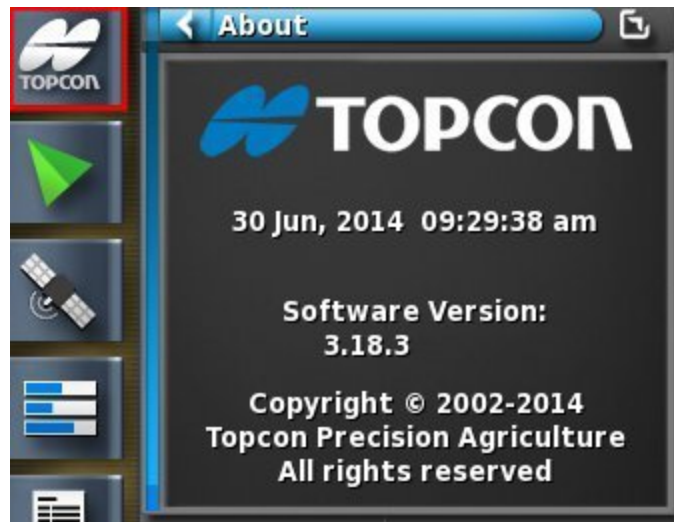 TOPCON
About
TOPCON
30 Jun, 2014 09:29:38 am
Software Version:
3.18.3
Copyright © 2002-2014
Topcon Precision Agriculture
All rights reserved